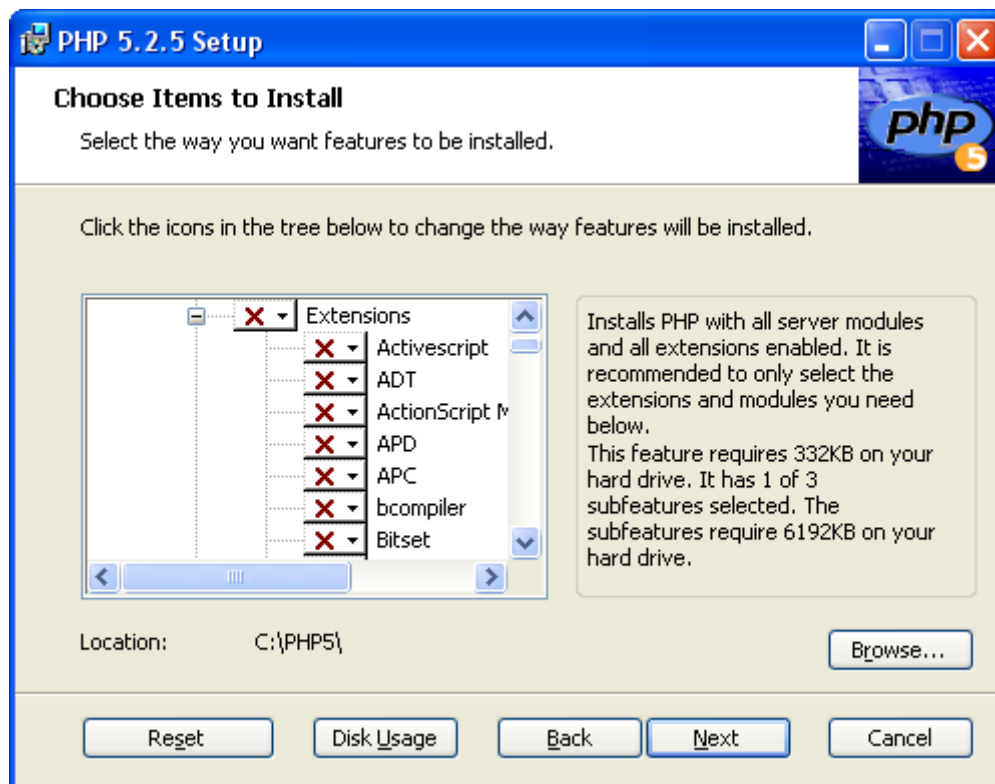 PHP 5.2.5 Setup
Choose Items to Install
Select the way you want features to be installed.
php
5
Click the icons in the tree below to change the way features will be installed.
Extensions
Activescript
ADT
ActionScript M
APD
APC
bcompiler
Bitset
Installs PHP with all server modules
and all extensions enabled. It is
recommended to only select the
extensions and modules you need
below.
This feature requires 332KB on your
hard drive. It has 1 of 3
subfeatures selected. The
subfeatures require 6192KB on your
hard drive.
Location: C:\PHP5\
Browse...
Reset Disk Usage Back Next Cancel